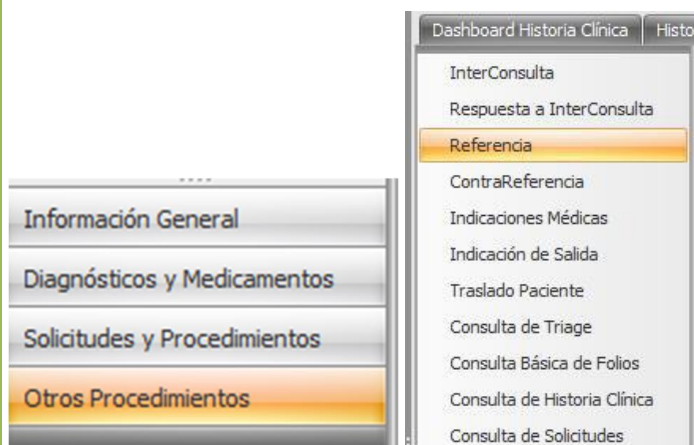 Información General
Diagnósticos y Medicamentos
Solicitudes y Procedimientos
Otros Procedimientos
Dashboard Historia Clínica
InterConsulta
Respuesta a InterConsulta
Referencia
ContraReferencia
Indicaciones Médicas
Indicación de Salida
Traslado Paciente
Consulta de Triage
Consulta Básica de Folios
Consulta de Historia Clínica
Consulta de Solicitudes